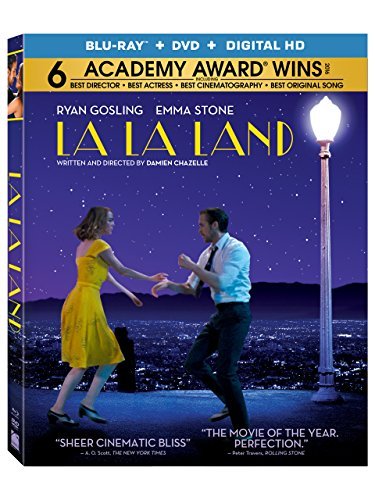 BLU-RAY + DVD + DIGITAL HD
6 ACADEMY AWARD® WINS 2016
INCLUDING
BEST DIRECTOR • BEST ACTRESS • BEST CINEMATOGRAPHY • BEST ORIGINAL SONG
RYAN GOSLING EMMA STONE
LA LA LAND
WRITTEN AND DIRECTED BY DAMIEN CHAZELLE
"SHEER CINEMATIC BLISS"
– A. O. Scott, THE NEW YORK TIMES
"THE MOVIE OF THE YEAR.
PERFECTION."
– Peter Travers, ROLLING STONE
LA LA LAND